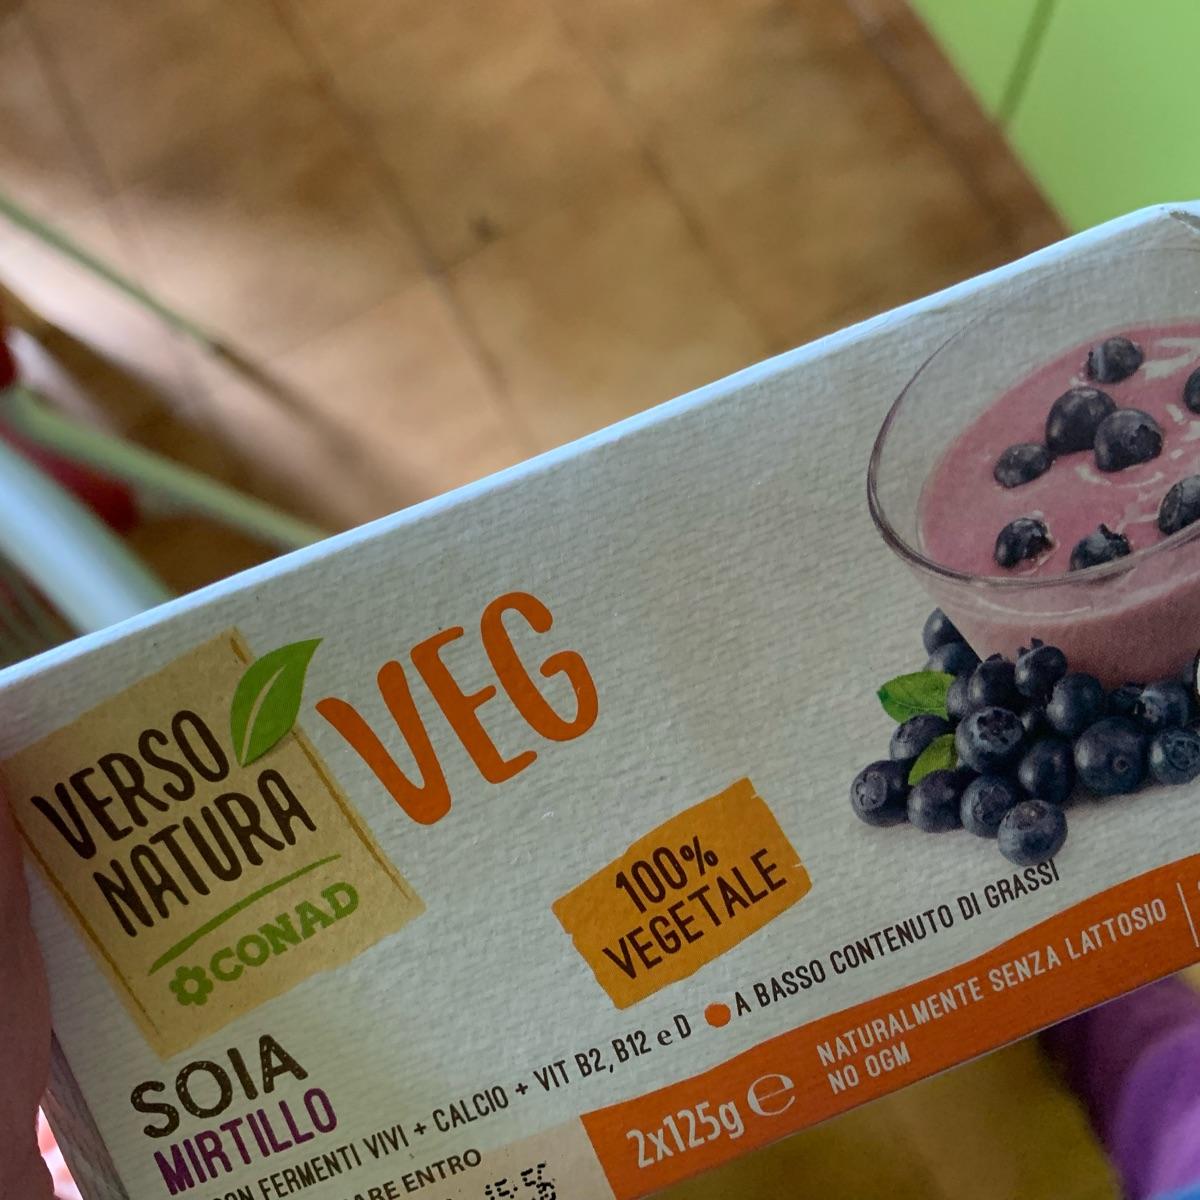 VERSO
NATURA
CONAD
VEG
100%
VEGETALE
SOIA
MIRTILLO
CON FERMENTI VIVI + CALCIO + VIT B2, B12 e D • A BASSO CONTENUTO DI GRASSI
ENTRO
2x125g ℮
NATURALMENTE SENZA LATTOSIO
NO OGM